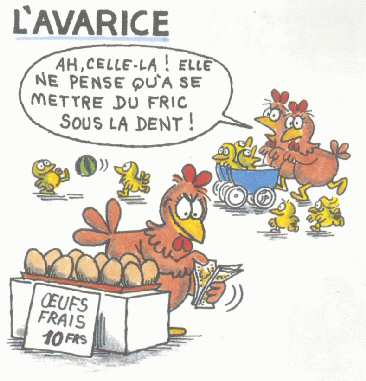 L'AVARICE
AH, CELLE-LA ! ELLE
NE PENSE QU'A SE
METTRE DU FRIC
SOUS LA DENT !
ŒUFS
FRAIS
10 FRS